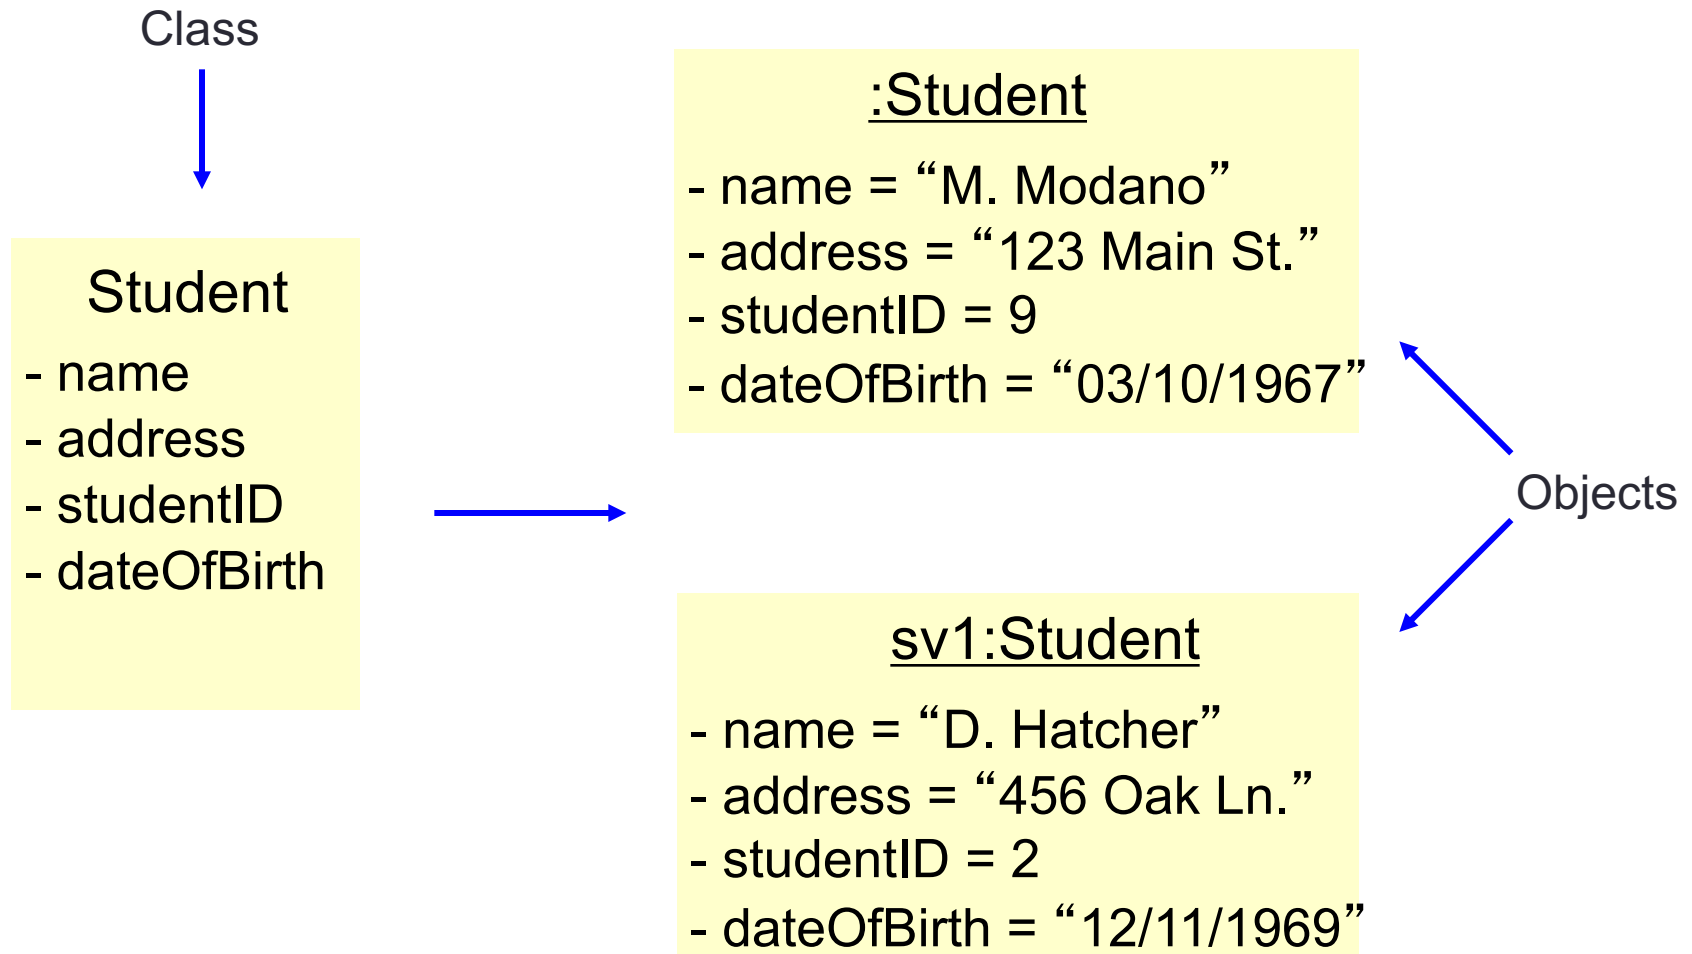 Class
Student
- name
- address
- studentID
- dateOfBirth
:Student
- name = “M. Modano”
- address = “123 Main St.”
- studentID = 9
- dateOfBirth = “03/10/1967”
Objects
sv1:Student
- name = “D. Hatcher”
- address = “456 Oak Ln.”
- studentID = 2
- dateOfBirth = “12/11/1969”